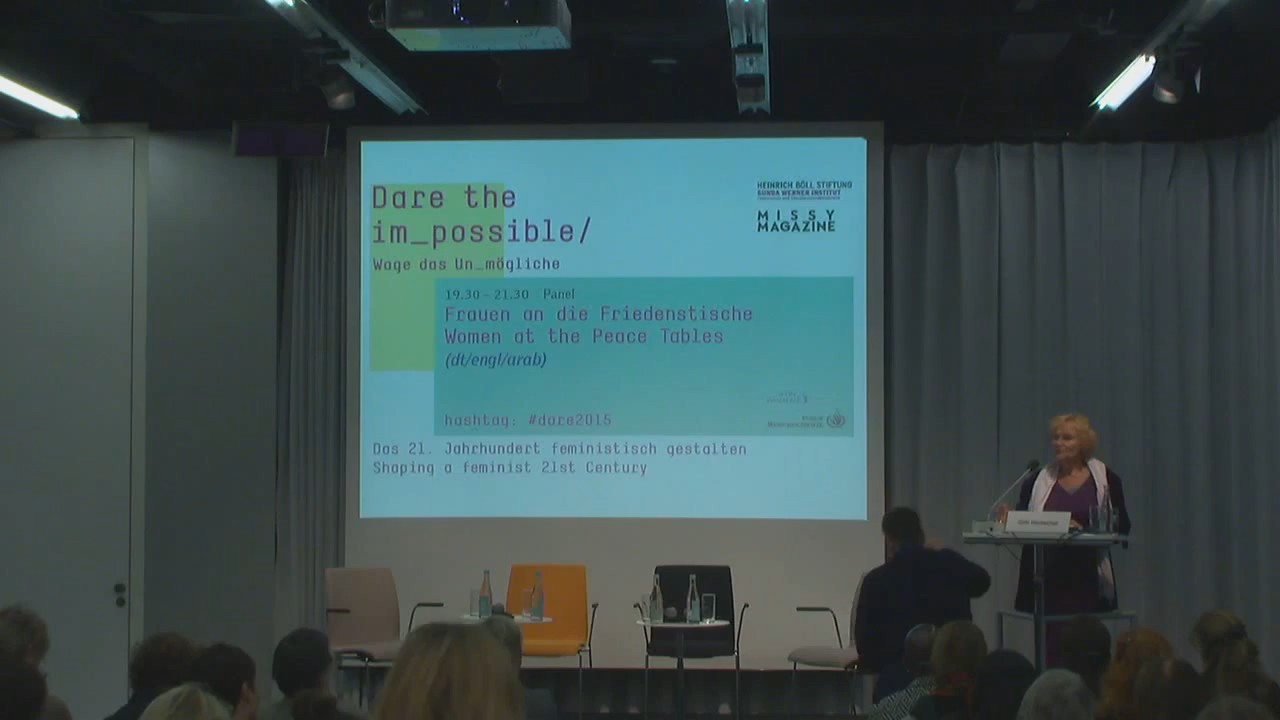 Dare the
im_possible/
Wage das Un_mögliche
HEINRICH BÖLL STIFTUNG
GUNDA WERNER INSTITUT
MISSY
MAGAZINE
19.30 – 21.30 Panel
Frauen an die Friedenstische
Women at the Peace Tables
(dt/engl/arab)
hashtag: #dare2015
Das 21. Jahrhundert feministisch gestalten
Shaping a feminist 21st Century